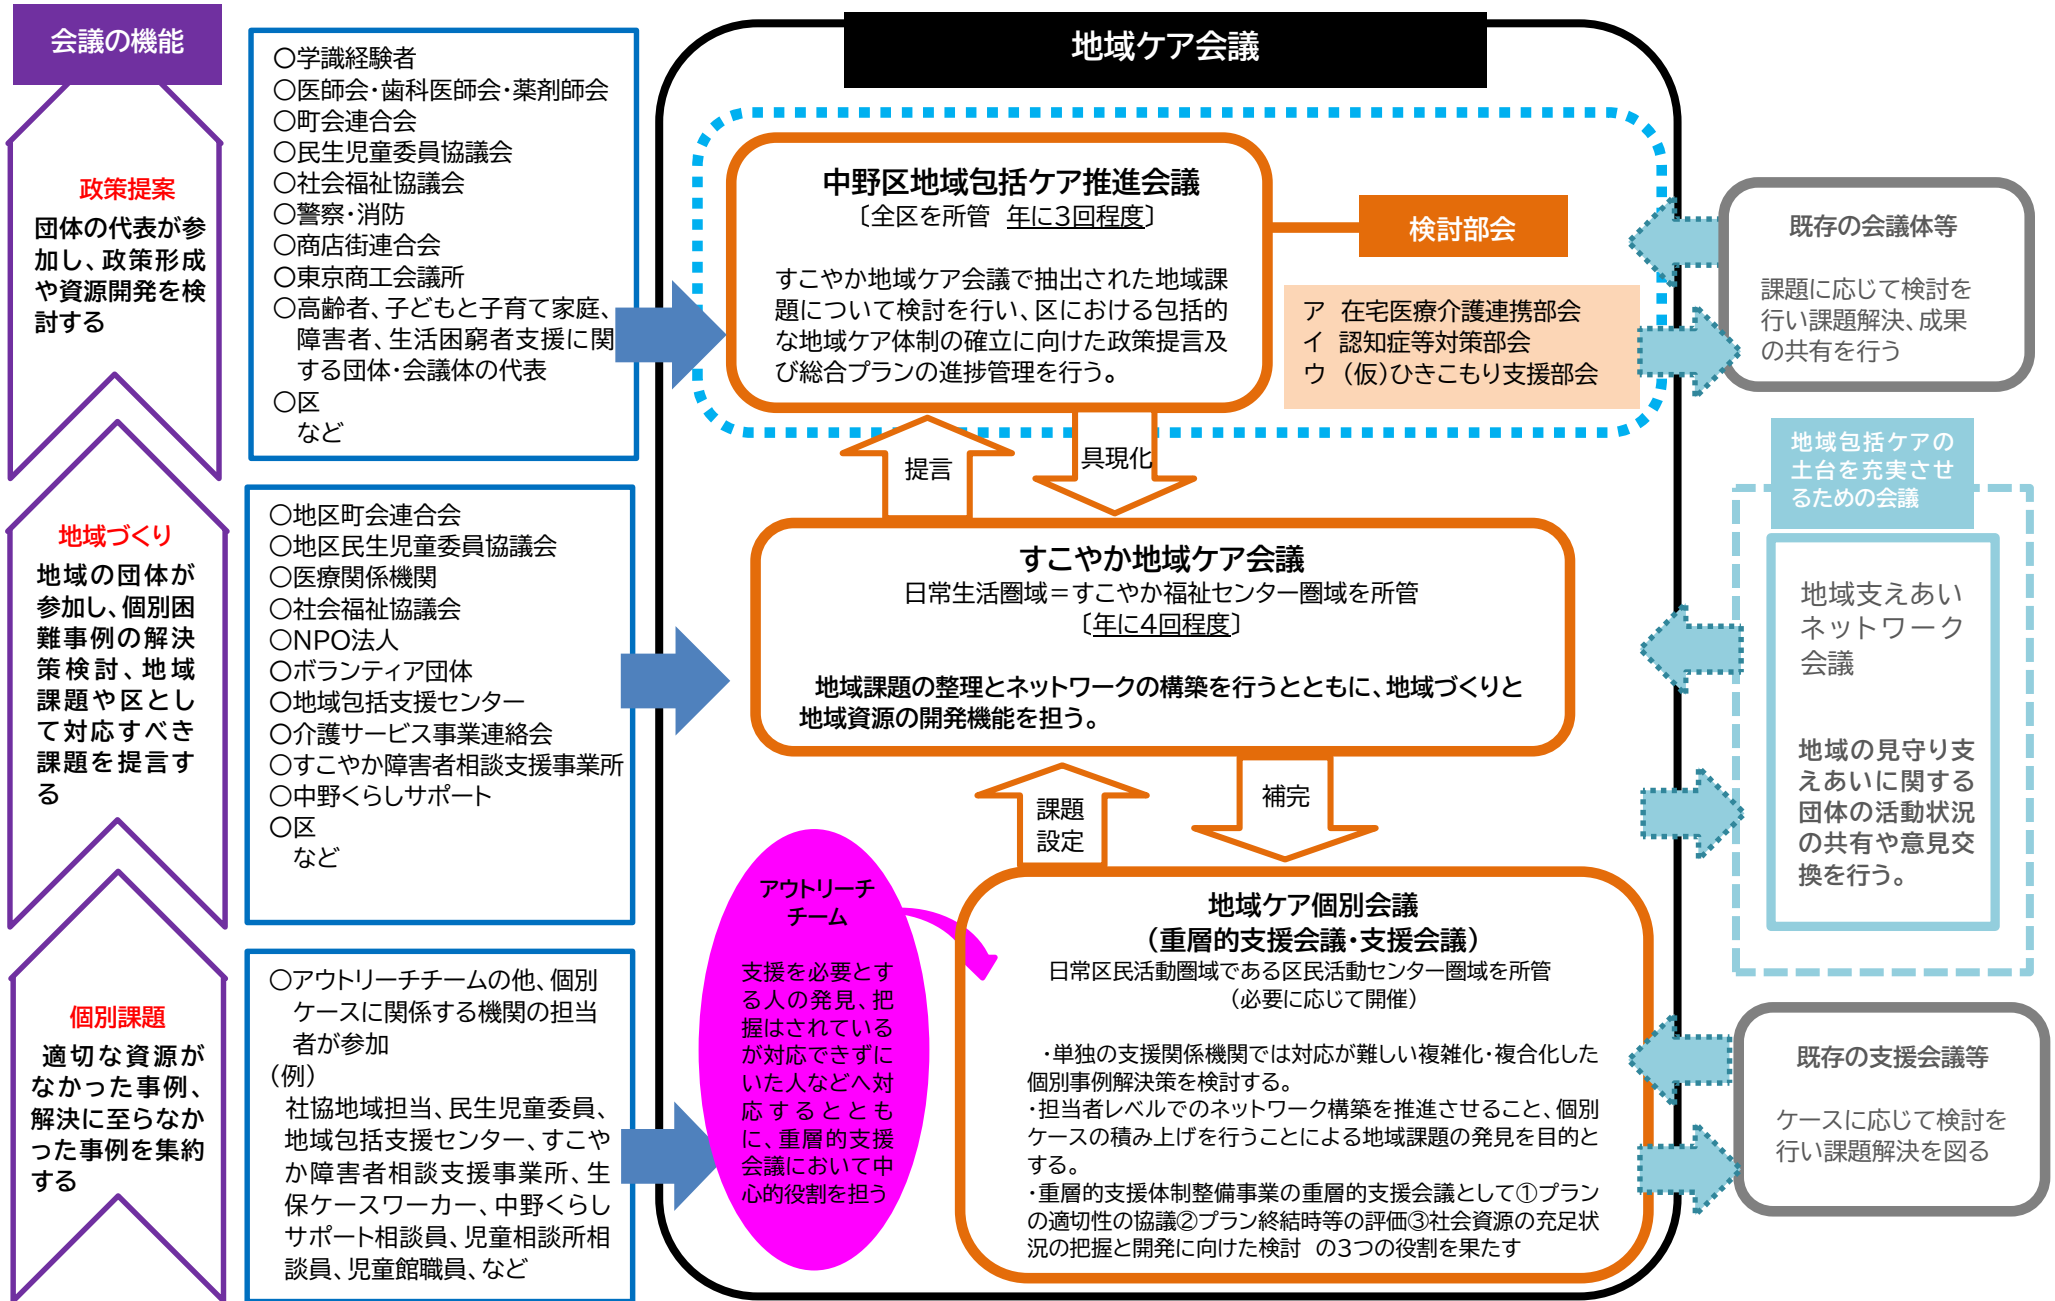 会議の機能
政策提案
団体の代表が参
加し、政策形成
や資源開発を検
討する
地域づくり
地域の団体が
参加し、個別困
難事例の解決
策検討、地域
課題や区とし
て対応すべき
課題を提言す
る
個別課題
適切な資源が
なかった事例、
解決に至らなか
った事例を集約
する
〇学識経験者
〇医師会・歯科医師会・薬剤師会
〇町会連合会
〇民生児童委員協議会
〇社会福祉協議会
〇警察・消防
〇商店街連合会
〇東京商工会議所
〇高齢者、子どもと子育て家庭、
障害者、生活困窮者支援に関
する団体・会議体の代表
〇区
など
〇地区町会連合会
〇地区民生児童委員協議会
〇医療関係機関
〇社会福祉協議会
〇NPO法人
〇ボランティア団体
〇地域包括支援センター
〇介護サービス事業連絡会
〇すこやか障害者相談支援事業所
〇中野くらしサポート
〇区
など
〇アウトリーチチームの他、個別
ケースに関係する機関の担当
者が参加
（例）
社協地域担当、民生児童委員、
地域包括支援センター、すこや
か障害者相談支援事業所、生
保ケースワーカー、中野くらし
サポート相談員、児童相談所相
談員、児童館職員、など
地域ケア会議
中野区地域包括ケア推進会議
〔全区を所管　年に3回程度〕
すこやか地域ケア会議で抽出された地域課
題について検討を行い、区における包括的
な地域ケア体制の確立に向けた政策提言及
び総合プランの進捗管理を行う。
検討部会
ア　在宅医療介護連携部会
イ　認知症等対策部会
ウ　（仮）ひきこもり支援部会
提言
具現化
すこやか地域ケア会議
日常生活圏域＝すこやか福祉センター圏域を所管
〔年に4回程度〕
地域課題の整理とネットワークの構築を行うとともに、地域づくりと
地域資源の開発機能を担う。
課題
設定
補完
アウトリーチ
チーム
支援を必要とす
る人の発見、把
握はされている
が対応できずに
いた人などへ対
応するととも
に、重層的支援
会議において中
心的役割を担う
地域ケア個別会議
（重層的支援会議・支援会議）
日常区民活動圏域である区民活動センター圏域を所管
（必要に応じて開催）
・単独の支援関係機関では対応が難しい複雑化・複合化した
個別事例解決策を検討する。
・担当者レベルでのネットワーク構築を推進させること、個別
ケースの積み上げを行うことによる地域課題の発見を目的と
する。
・重層的支援体制整備事業の重層的支援会議として①プラン
の適切性の協議②プラン終結時等の評価③社会資源の充足状
況の把握と開発に向けた検討　の3つの役割を果たす
既存の会議体等
課題に応じて検討を
行い課題解決、成果
の共有を行う
地域包括ケアの
土台を充実させ
るための会議
地域支えあい
ネットワーク
会議
地域の見守り支
えあいに関する
団体の活動状況
の共有や意見交
換を行う。
既存の支援会議等
ケースに応じて検討を
行い課題解決を図る